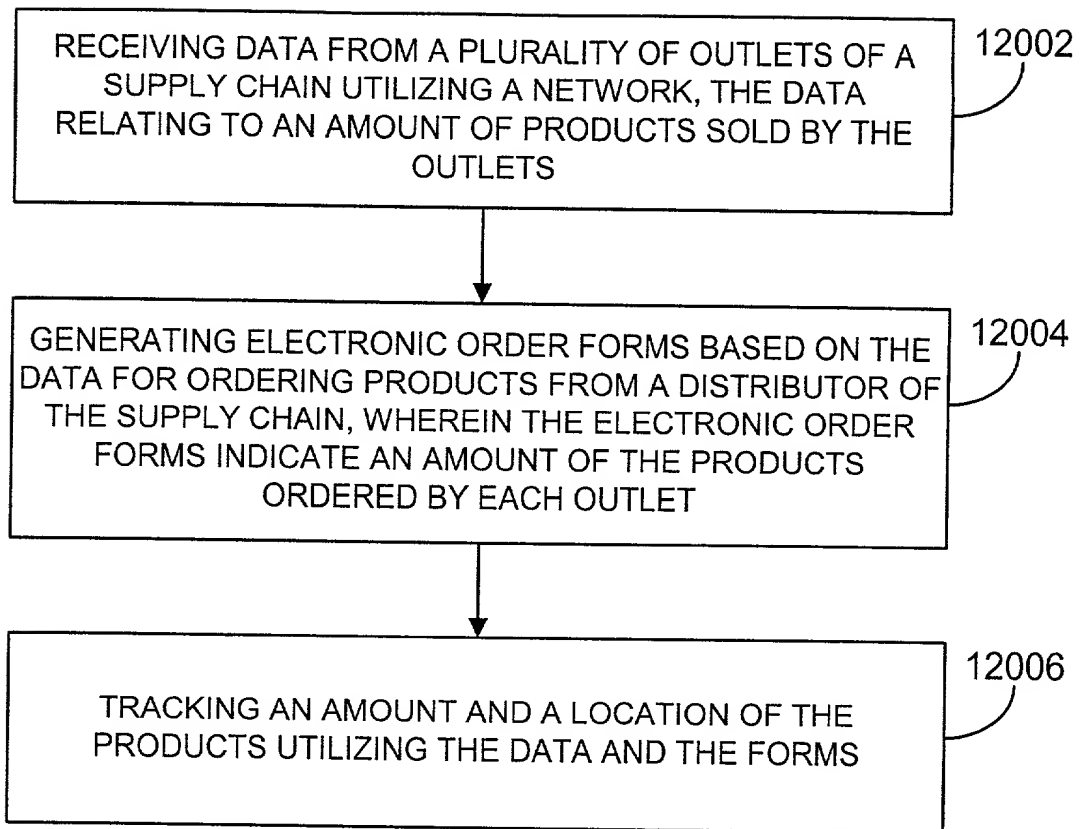 RECEIVING DATA FROM A PLURALITY OF OUTLETS OF A
SUPPLY CHAIN UTILIZING A NETWORK, THE DATA
RELATING TO AN AMOUNT OF PRODUCTS SOLD BY THE
OUTLETS
12002
GENERATING ELECTRONIC ORDER FORMS BASED ON THE
DATA FOR ORDERING PRODUCTS FROM A DISTRIBUTOR OF
THE SUPPLY CHAIN, WHEREIN THE ELECTRONIC ORDER
FORMS INDICATE AN AMOUNT OF THE PRODUCTS
ORDERED BY EACH OUTLET
12004
TRACKING AN AMOUNT AND A LOCATION OF THE
PRODUCTS UTILIZING THE DATA AND THE FORMS
12006